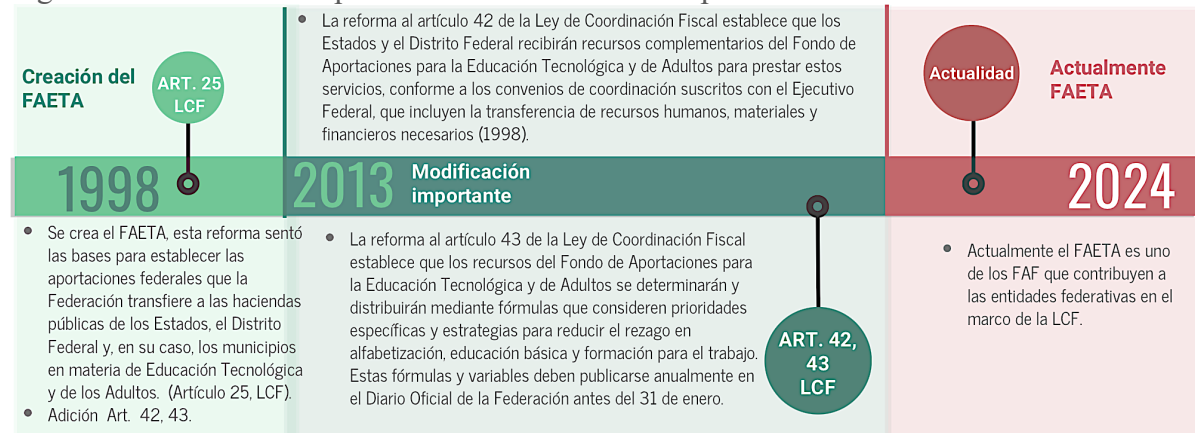 Creación del
FAETA
ART. 25
LCF
1998
Se crea el FAETA, esta reforma sentó
las bases para establecer las
aportaciones federales que la
Federación transfiere a las haciendas
públicas de los Estados, el Distrito
Federal y, en su caso, los municipios
en materia de Educación Tecnológica
y de los Adultos. (Artículo 25, LCF).
Adición Art. 42, 43.
La reforma al artículo 42 de la Ley de Coordinación Fiscal establece que los
Estados y el Distrito Federal recibirán recursos complementarios del Fondo de
Aportaciones para la Educación Tecnológica y de Adultos para prestar estos
servicios, conforme a los convenios de coordinación suscritos con el Ejecutivo
Federal, que incluyen la transferencia de recursos humanos, materiales y
financieros necesarios (1998).
2013
Modificación
importante
La reforma al artículo 43 de la Ley de Coordinación Fiscal
establece que los recursos del Fondo de Aportaciones para
la Educación Tecnológica y de Adultos se determinarán y
distribuirán mediante fórmulas que consideren prioridades
específicas y estrategias para reducir el rezago en
alfabetización, educación básica y formación para el trabajo.
Estas fórmulas y variables deben publicarse anualmente en
el Diario Oficial de la Federación antes del 31 de enero.
ART. 42,
43
LCF
Actualidad
Actualmente
FAETA
2024
Actualmente el FAETA es uno
de los FAF que contribuyen a
las entidades federativas en el
marco de la LCF.